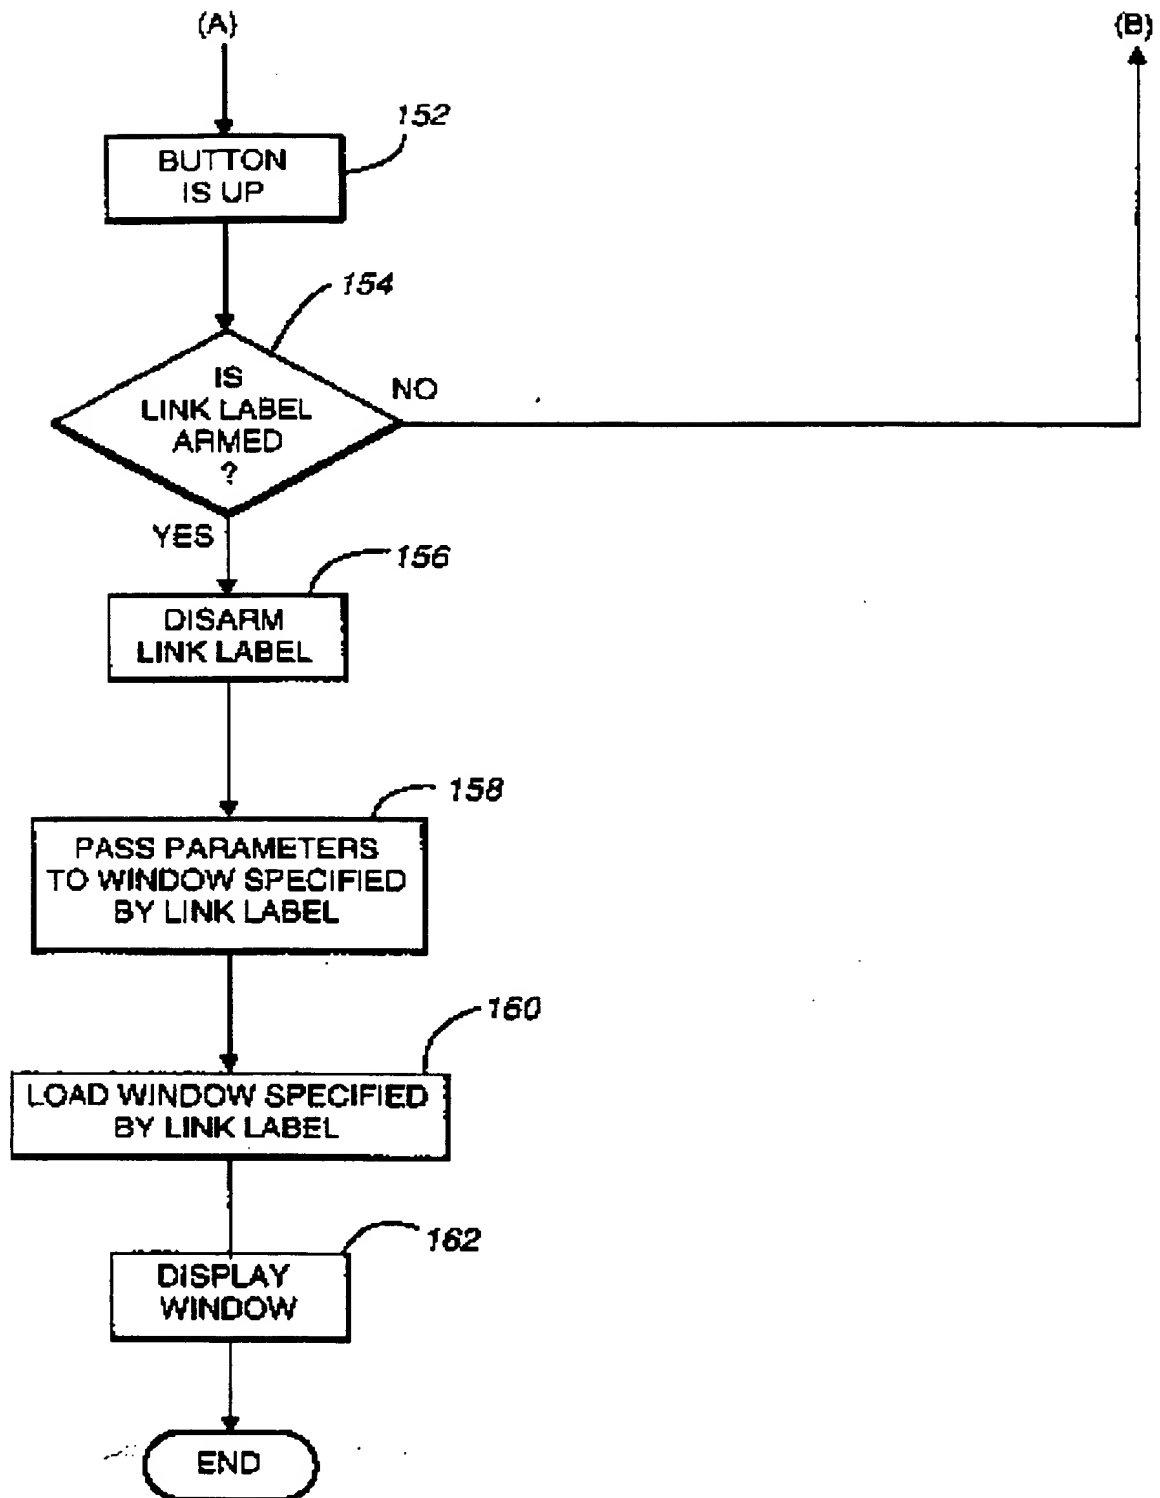 (A)
(B)
152
BUTTON
IS UP
154
IS
LINK LABEL
ARMED
?
NO
YES
156
DISARM
LINK LABEL
158
PASS PARAMETERS
TO WINDOW SPECIFIED
BY LINK LABEL
160
LOAD WINDOW SPECIFIED
BY LINK LABEL
162
DISPLAY
WINDOW
END